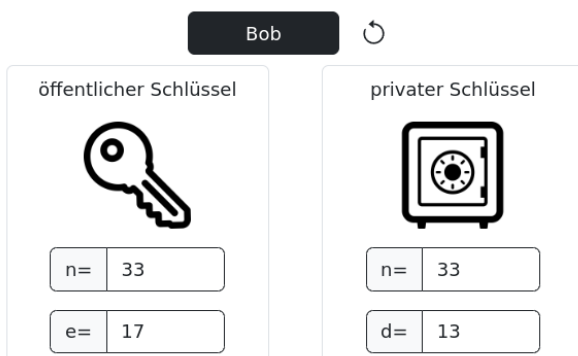 Bob
öffentlicher Schlüssel
privater Schlüssel
n= 33
n= 33
e= 17
d= 13